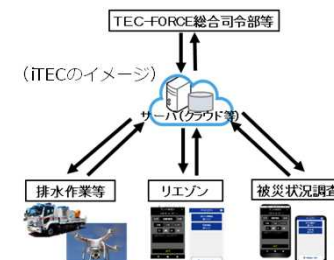 TEC-FORCE総合司令部等
(iTECのイメージ)
サーバ(クラウド等)
排水作業等
リエゾン
被災状況調査